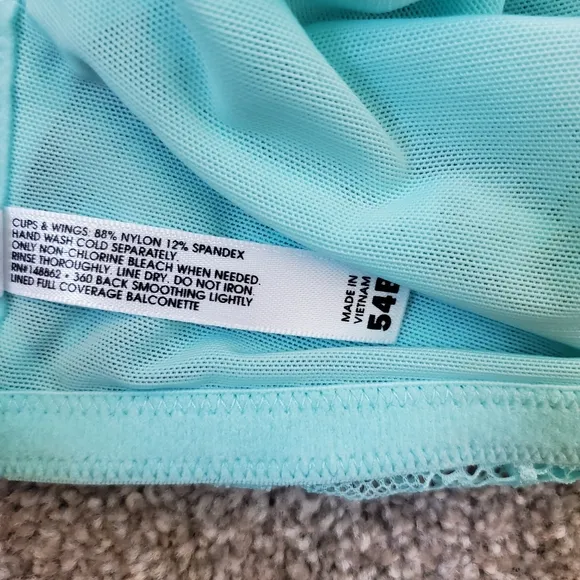 CUPS & WINGS: 88% NYLON 12% SPANDEX
HAND WASH COLD SEPARATELY.
ONLY NON-CHLORINE BLEACH WHEN NEEDED.
RINSE THOROUGHLY. LINE DRY. DO NOT IRON
RN#148862 • 360 BACK SMOOTHING LIGHTLY
LINED FULL COVERAGE BALCONETTE
MADE IN
VIETNAM
54E